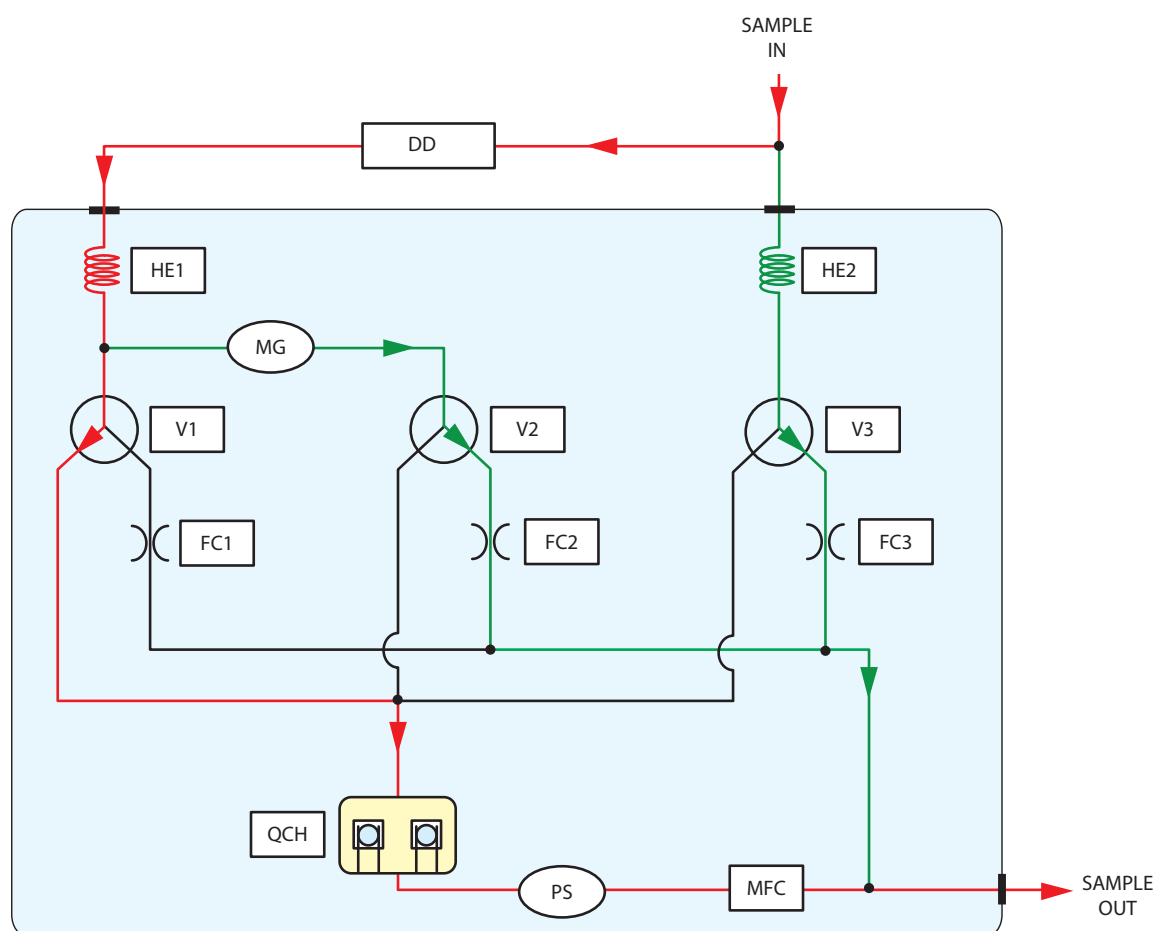 SAMPLE
IN
DD
HE1
HE2
MG
V1
V2
V3
FC1
FC2
FC3
QCH
PS
MFC
SAMPLE
OUT